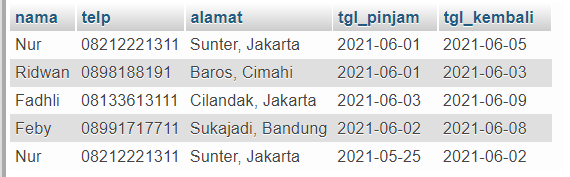 nama telp alamat tgl_pinjam tgl_kembali
Nur 08212221311 Sunter, Jakarta 2021-06-01 2021-06-05
Ridwan 0898188191 Baros, Cimahi 2021-06-01 2021-06-03
Fadhli 08133613111 Cilandak, Jakarta 2021-06-03 2021-06-09
Feby 08991717711 Sukajadi, Bandung 2021-06-02 2021-06-08
Nur 08212221311 Sunter, Jakarta 2021-05-25 2021-06-02